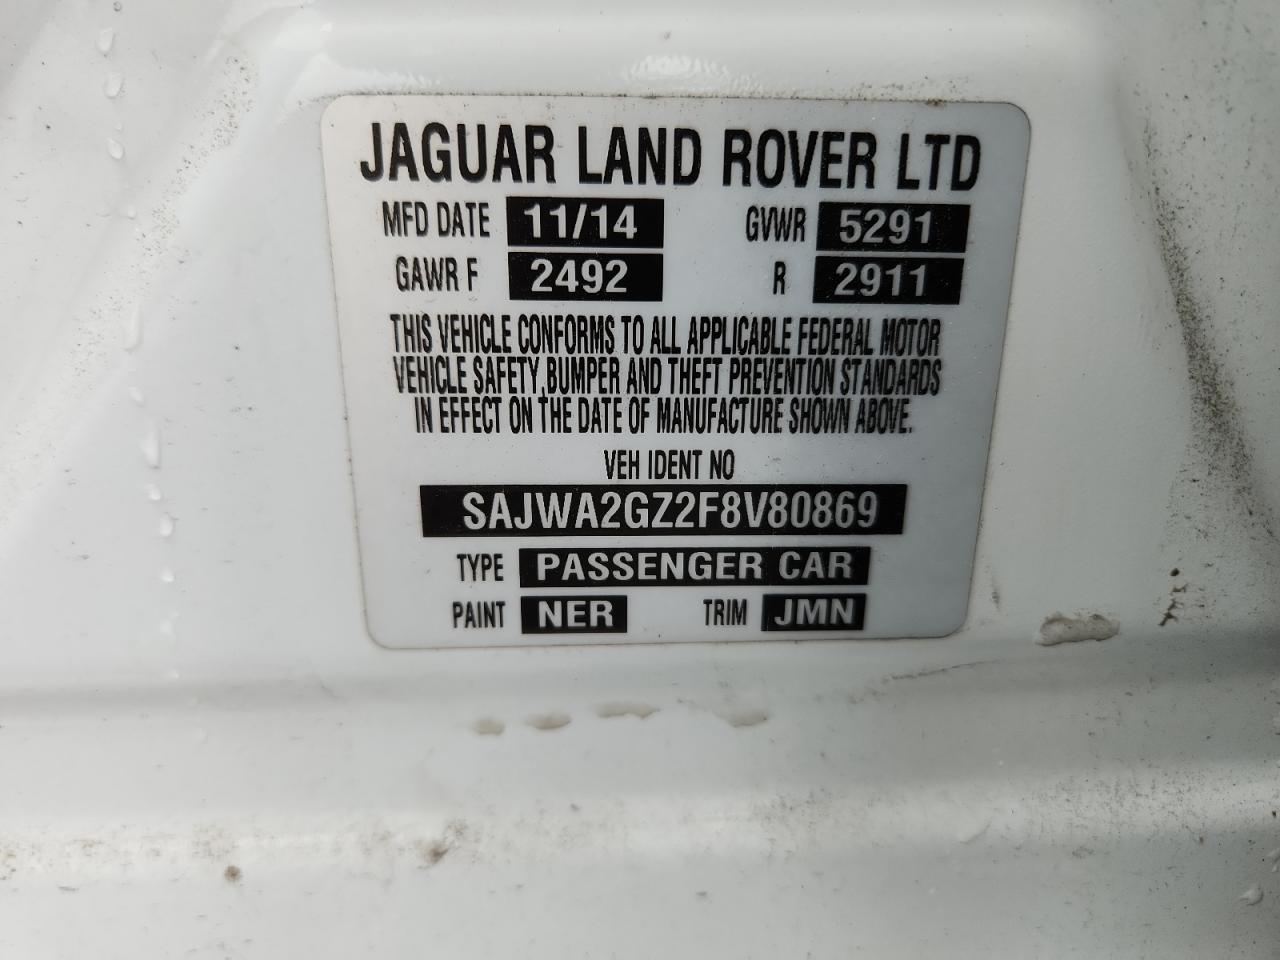 JAGUAR LAND ROVER LTD
MFD DATE 11/14 GVWR 5291
GAWR F 2492 R 2911
THIS VEHICLE CONFORMS TO ALL APPLICABLE FEDERAL MOTOR
VEHICLE SAFETY,BUMPER AND THEFT PREVENTION STANDARDS
IN EFFECT ON THE DATE OF MANUFACTURE SHOWN ABOVE.
VEH IDENT NO
SAJWA2GZ2F8V80869
TYPE PASSENGER CAR
PAINT NER TRIM JMN